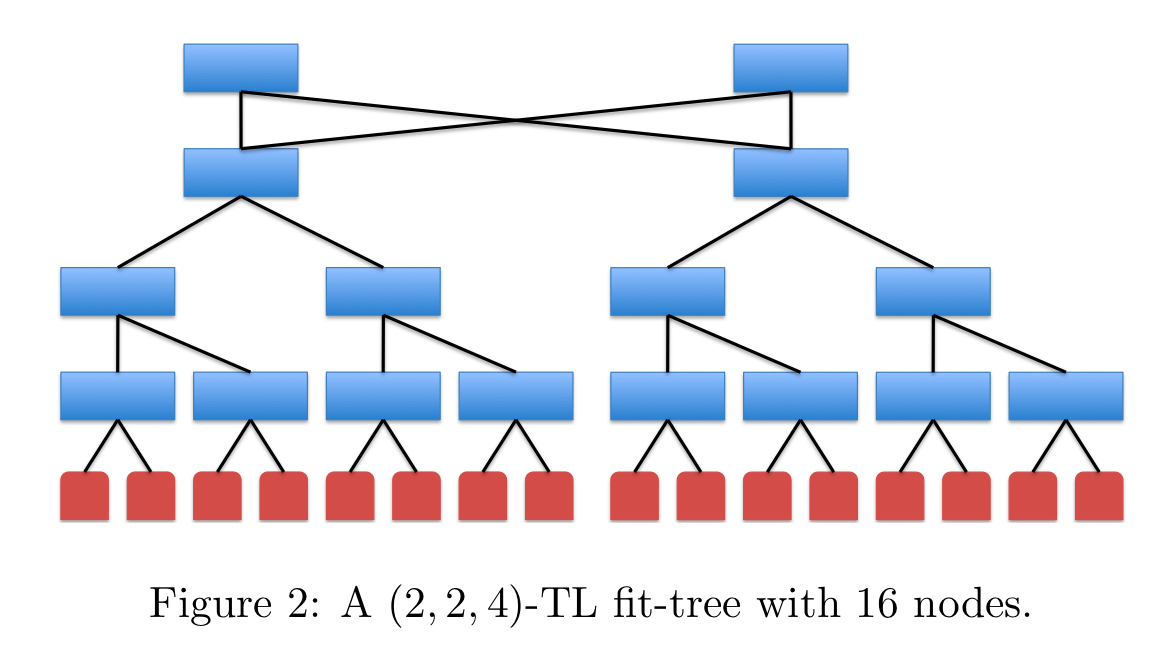 Figure 2: A (2, 2, 4)-TL fit-tree with 16 nodes.